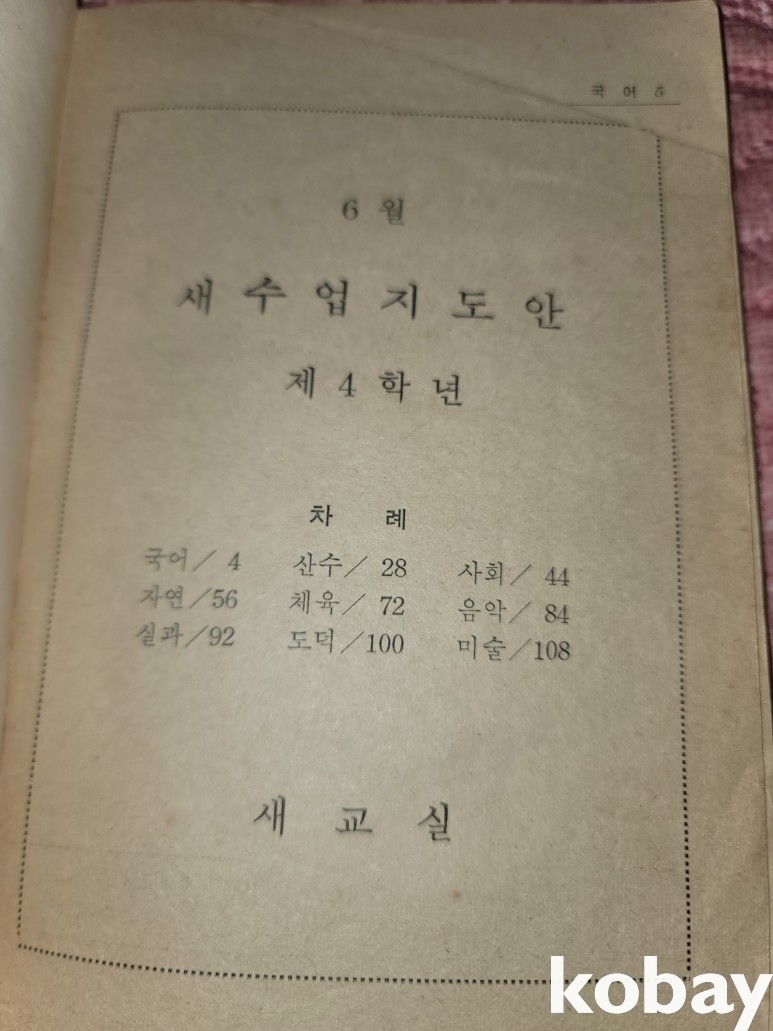 국어 5
6월
새수업지도안
제4학년
차례
국어/ 4 산수/ 28 사회/ 44
자연/56 체육/ 72 음악/ 84
실과/92 도덕/100 미술/108
새교실
kobay